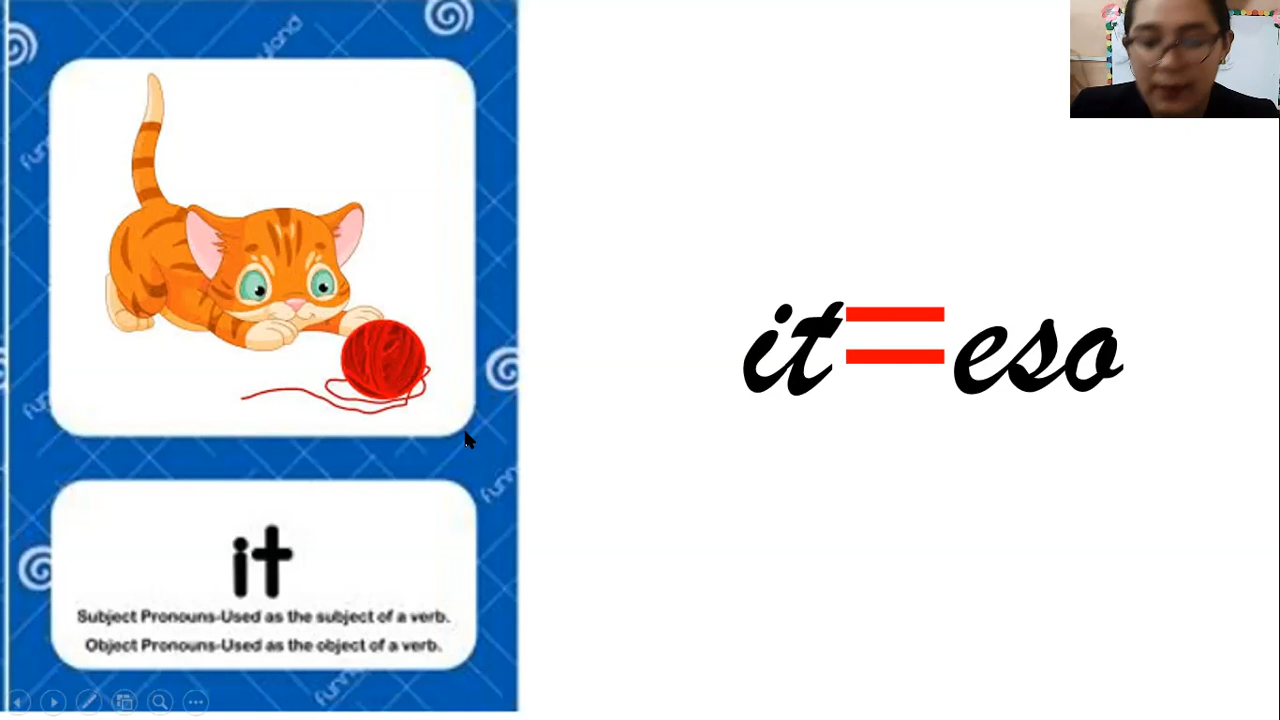 it
Subject Pronouns-Used as the subject of a verb.
Object Pronouns-Used as the object of a verb.
it=eso